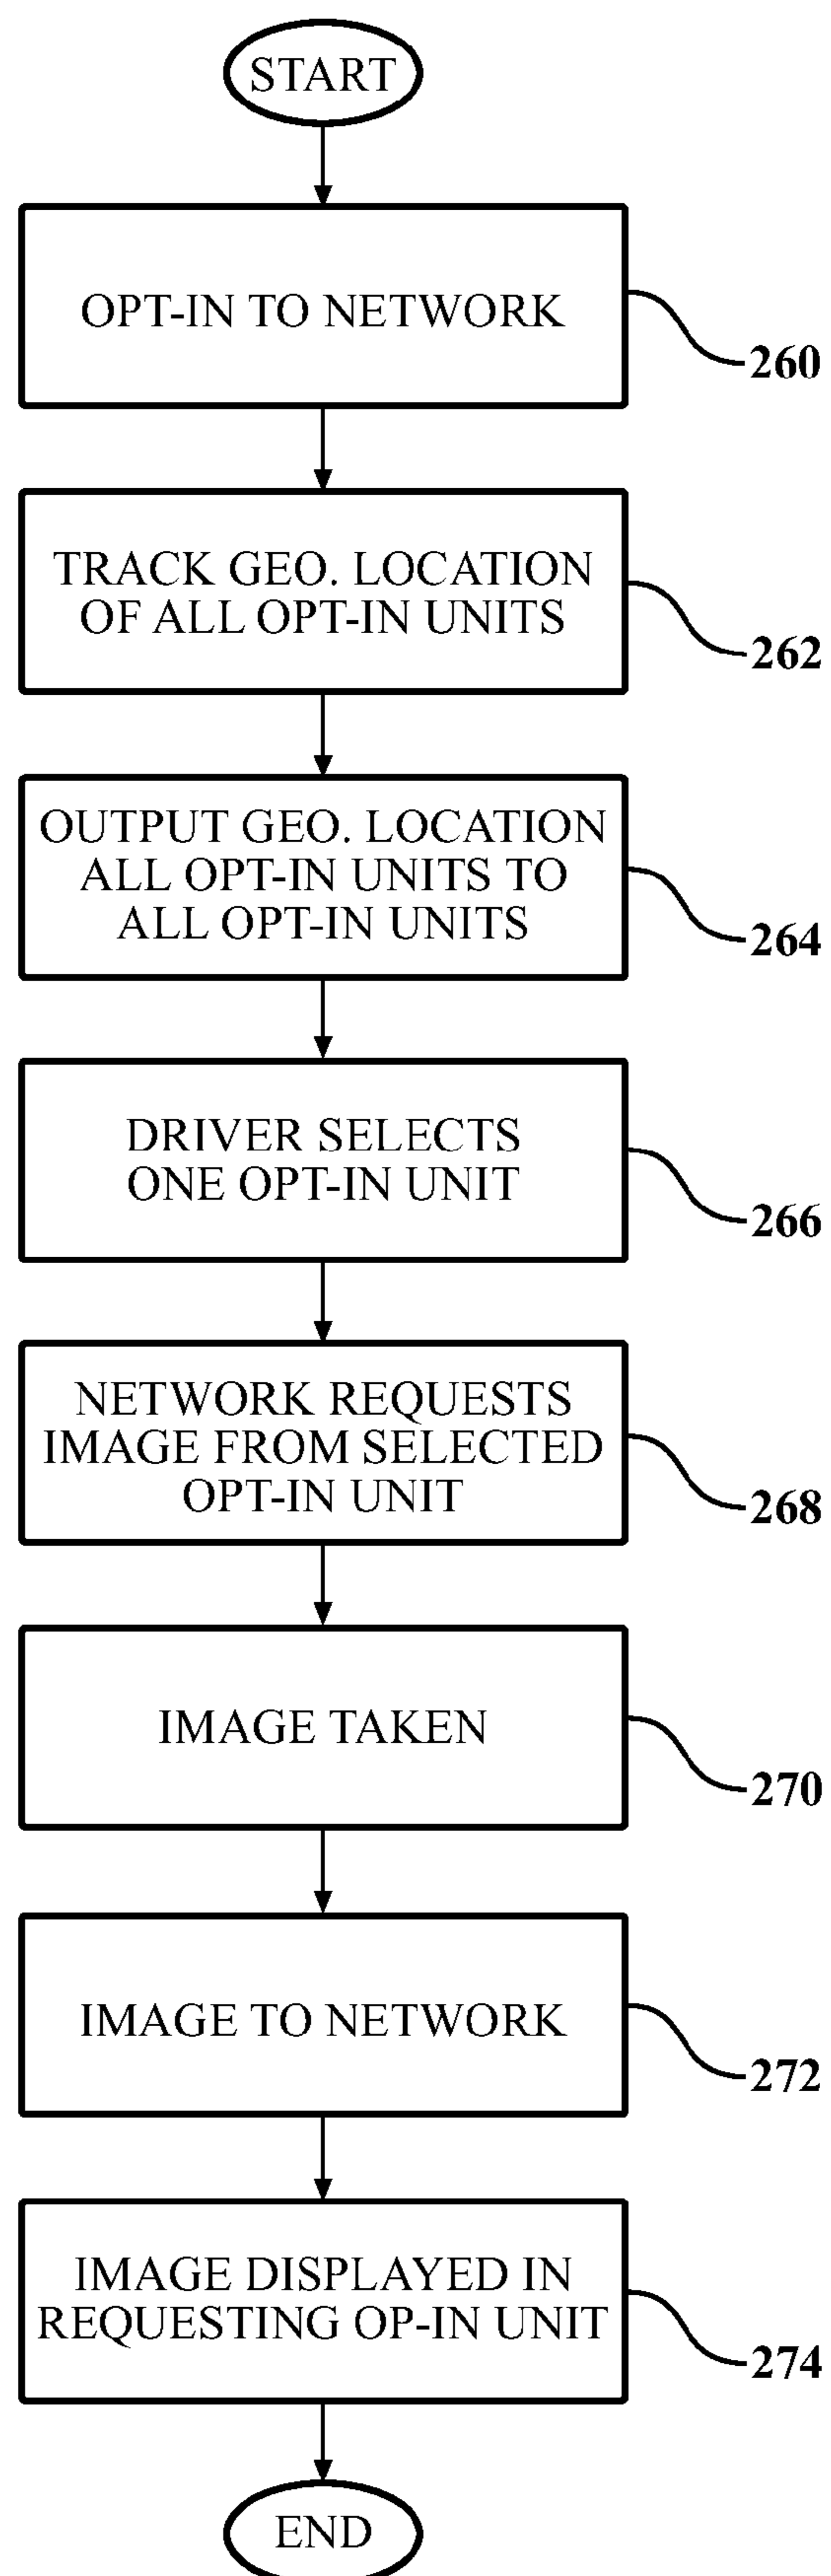 START
OPT-IN TO NETWORK
260
TRACK GEO. LOCATION
OF ALL OPT-IN UNITS
262
OUTPUT GEO. LOCATION
ALL OPT-IN UNITS TO
ALL OPT-IN UNITS
264
DRIVER SELECTS
ONE OPT-IN UNIT
266
NETWORK REQUESTS
IMAGE FROM SELECTED
OPT-IN UNIT
268
IMAGE TAKEN
270
IMAGE TO NETWORK
272
IMAGE DISPLAYED IN
REQUESTING OP-IN UNIT
274
END